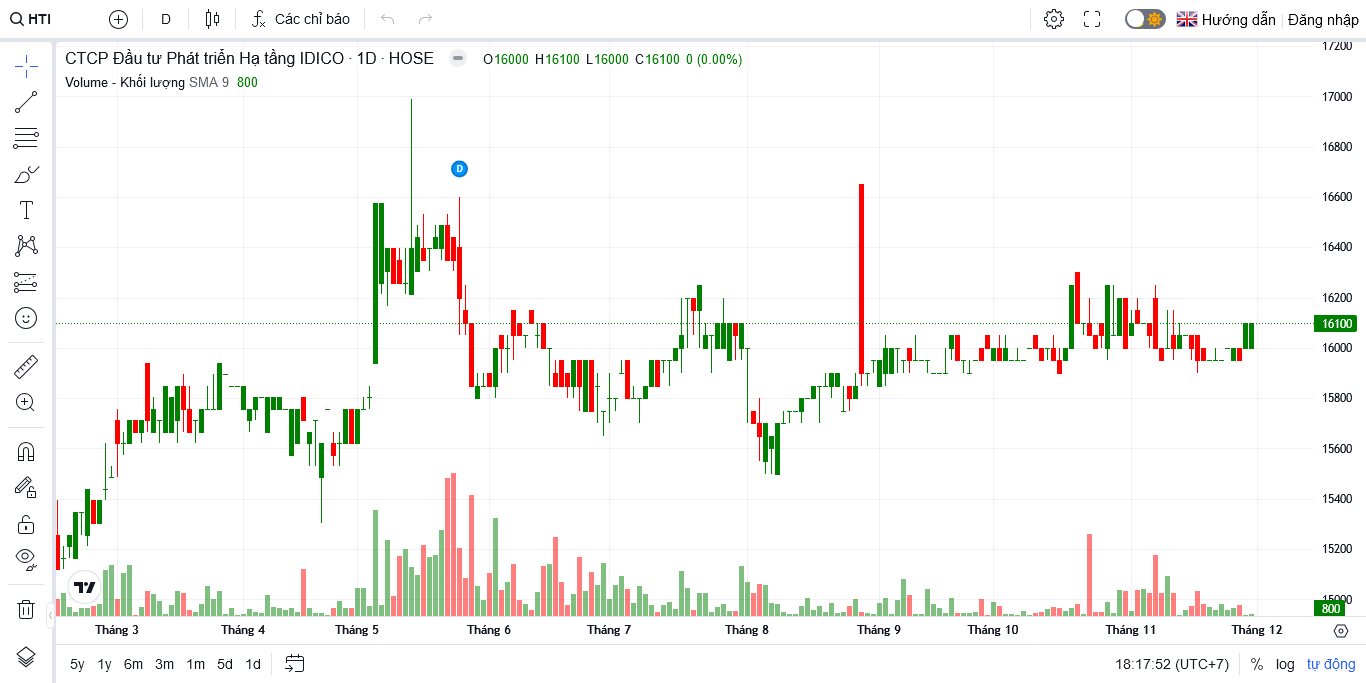 HTI D Các chỉ báo Hướng dẫn Đăng nhập
CTCP Đầu tư Phát triển Hạ tầng IDICO · 1D · HOSE O16000 H16100 L16000 C16100 0 (0.00%)
Volume - Khối lượng SMA 9 800
17200
17000
16800
D
16600
16400
16200
16100
16000
15800
15600
15400
15200
15000
800
Tháng 3 Tháng 4 Tháng 5 Tháng 6 Tháng 7 Tháng 8 Tháng 9 Tháng 10 Tháng 11 Tháng 12
5y 1y 6m 3m 1m 5d 1d 18:17:52 (UTC+7) % log tự động